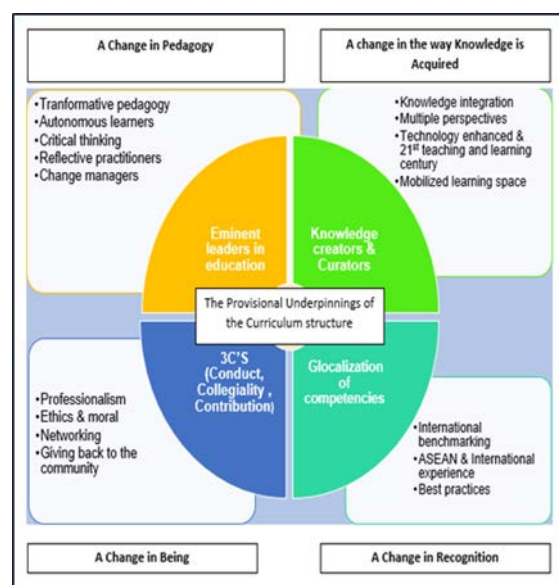 A Change in Pedagogy
A change in the way Knowledge is
Acquired
•Tranformative pedagogy
•Autonomous learners
•Critical thinking
•Reflective practitioners
•Change managers
•Knowledge integration
•Multiple perspectives
•Technology enhanced &
21st teaching and learning
century
•Mobilized learning space
Eminent
leaders in
education
Knowledge
creators &
Curators
The Provisional Underpinnings of
the Curriculum structure
3C'S
(Conduct,
Collegiality ,
Contribution)
Glocalization
of
competencies
•Professionalism
•Ethics & moral
•Networking
•Giving back to the
community
•International
benchmarking
•ASEAN & International
experience
•Best practices
A Change in Being
A Change in Recognition